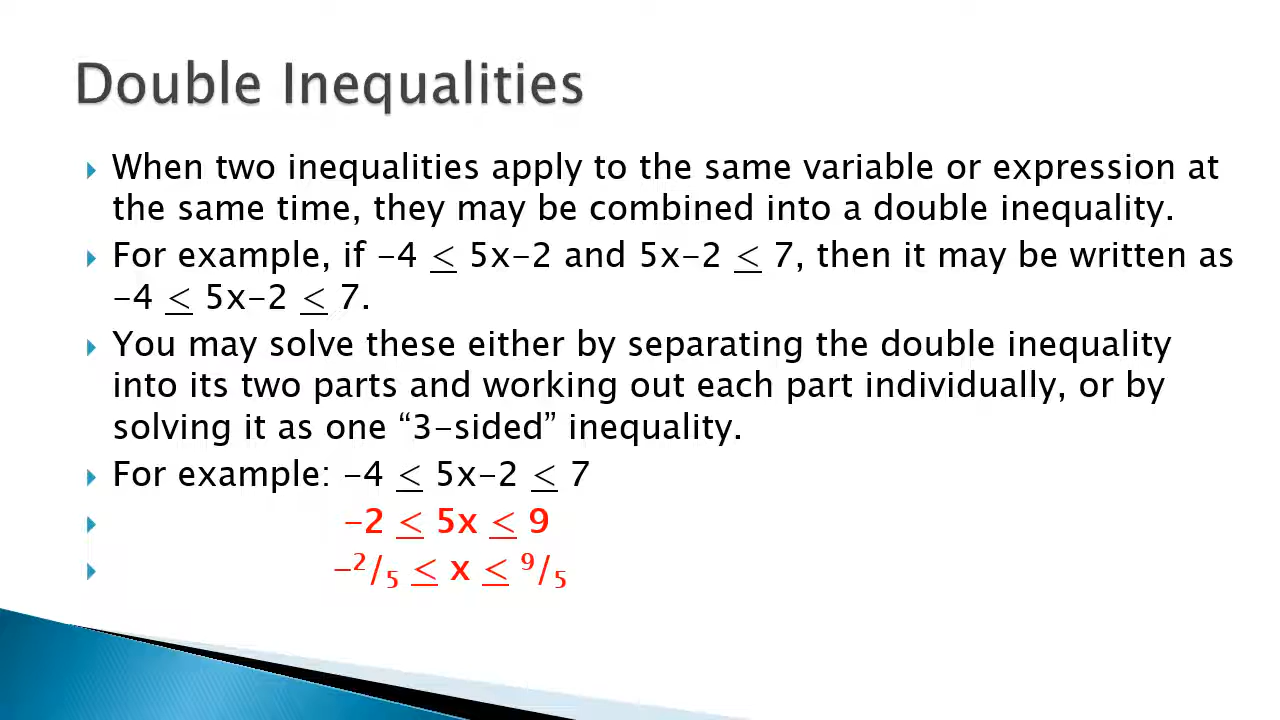 Double Inequalities
When two inequalities apply to the same variable or expression at
the same time, they may be combined into a double inequality.
For example, if -4 ≤ 5x-2 and 5x-2 ≤ 7, then it may be written as
-4 ≤ 5x-2 ≤ 7.
You may solve these either by separating the double inequality
into its two parts and working out each part individually, or by
solving it as one “3-sided” inequality.
For example: -4 ≤ 5x-2 ≤ 7
-2 ≤ 5x ≤ 9
-²/₅ ≤ x ≤ ⁹/₅